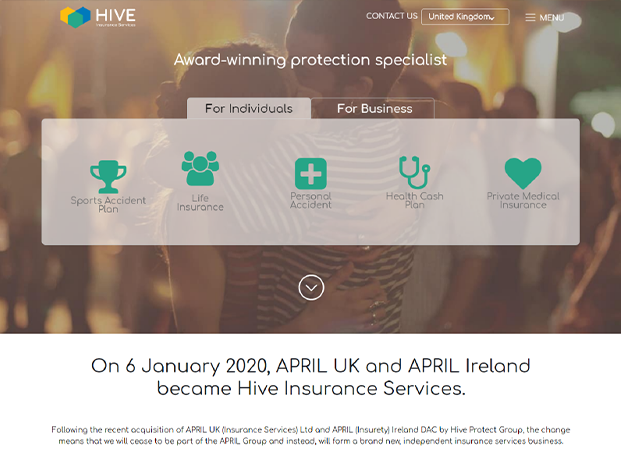 HIVE
Insurance Services
CONTACT US
United Kingdom
MENU
Award-winning protection specialist
For Individuals
For Business
Sports Accident
Plan
Life
Insurance
Personal
Accident
Health Cash
Plan
Private Medical
Insurance
On 6 January 2020, APRIL UK and APRIL Ireland
became Hive Insurance Services.
Following the recent acquisition of APRIL UK (Insurance Services) Ltd and APRIL (Insurety) Ireland DAC by Hive Protect Group, the change
means that we will cease to be part of the APRIL Group and instead, will form a brand new, independent insurance services business.